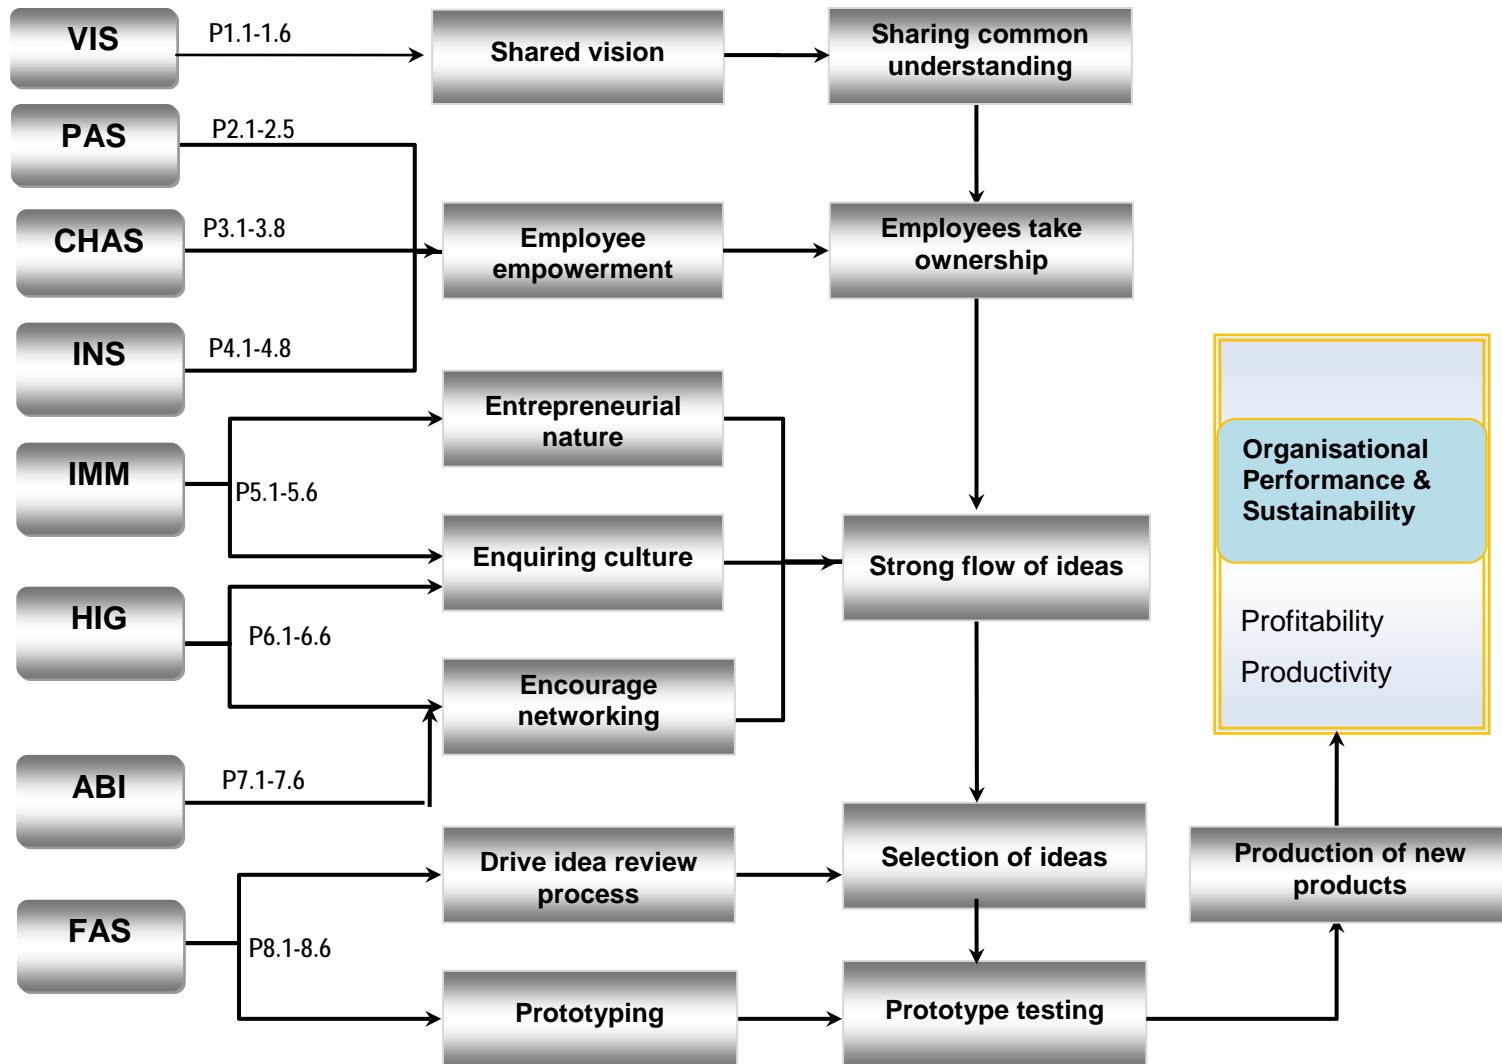 VIS
P1.1-1.6
Shared vision
Sharing common
understanding
PAS
P2.1-2.5
CHAS
P3.1-3.8
Employee
empowerment
Employees take
ownership
INS
P4.1-4.8
IMM
P5.1-5.6
Entrepreneurial
nature
Enquiring culture
Strong flow of ideas
HIG
P6.1-6.6
Encourage
networking
ABI
P7.1-7.6
Drive idea review
process
Selection of ideas
FAS
P8.1-8.6
Prototyping
Prototype testing
Production of new
products
Organisational
Performance &
Sustainability
Profitability
Productivity